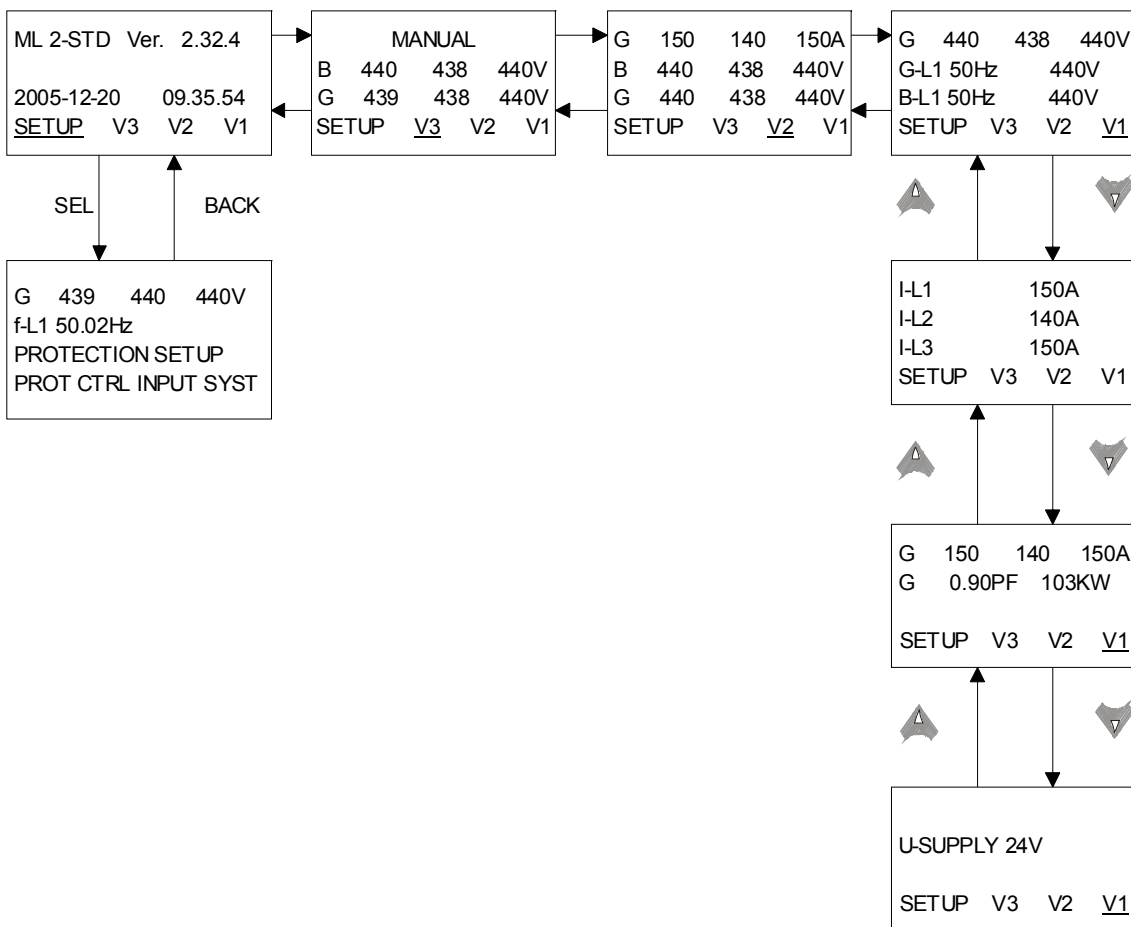 ML 2-STD Ver. 2.32.4
2005-12-20 09.35.54
SETUP V3 V2 V1
MANUAL
B 440 438 440V
G 439 438 440V
SETUP V3 V2 V1
G 150 140 150A
B 440 438 440V
G 440 438 440V
SETUP V3 V2 V1
G 440 438 440V
G-L1 50Hz 440V
B-L1 50Hz 440V
SETUP V3 V2 V1
SEL
BACK
G 439 440 440V
f-L1 50.02Hz
PROTECTION SETUP
PROT CTRL INPUT SYST
I-L1 150A
I-L2 140A
I-L3 150A
SETUP V3 V2 V1
G 150 140 150A
G 0.90PF 103KW
SETUP V3 V2 V1
U-SUPPLY 24V
SETUP V3 V2 V1